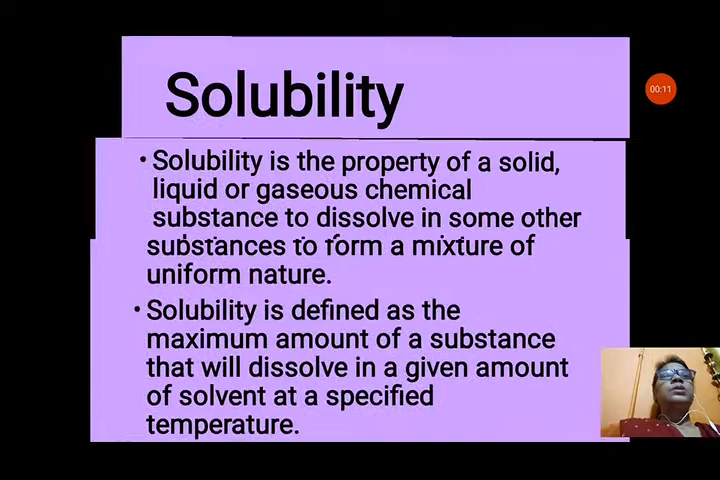 Solubility
00:11
• Solubility is the property of a solid,
liquid or gaseous chemical
substance to dissolve in some other
substances to form a mixture of
uniform nature.
• Solubility is defined as the
maximum amount of a substance
that will dissolve in a given amount
of solvent at a specified
temperature.